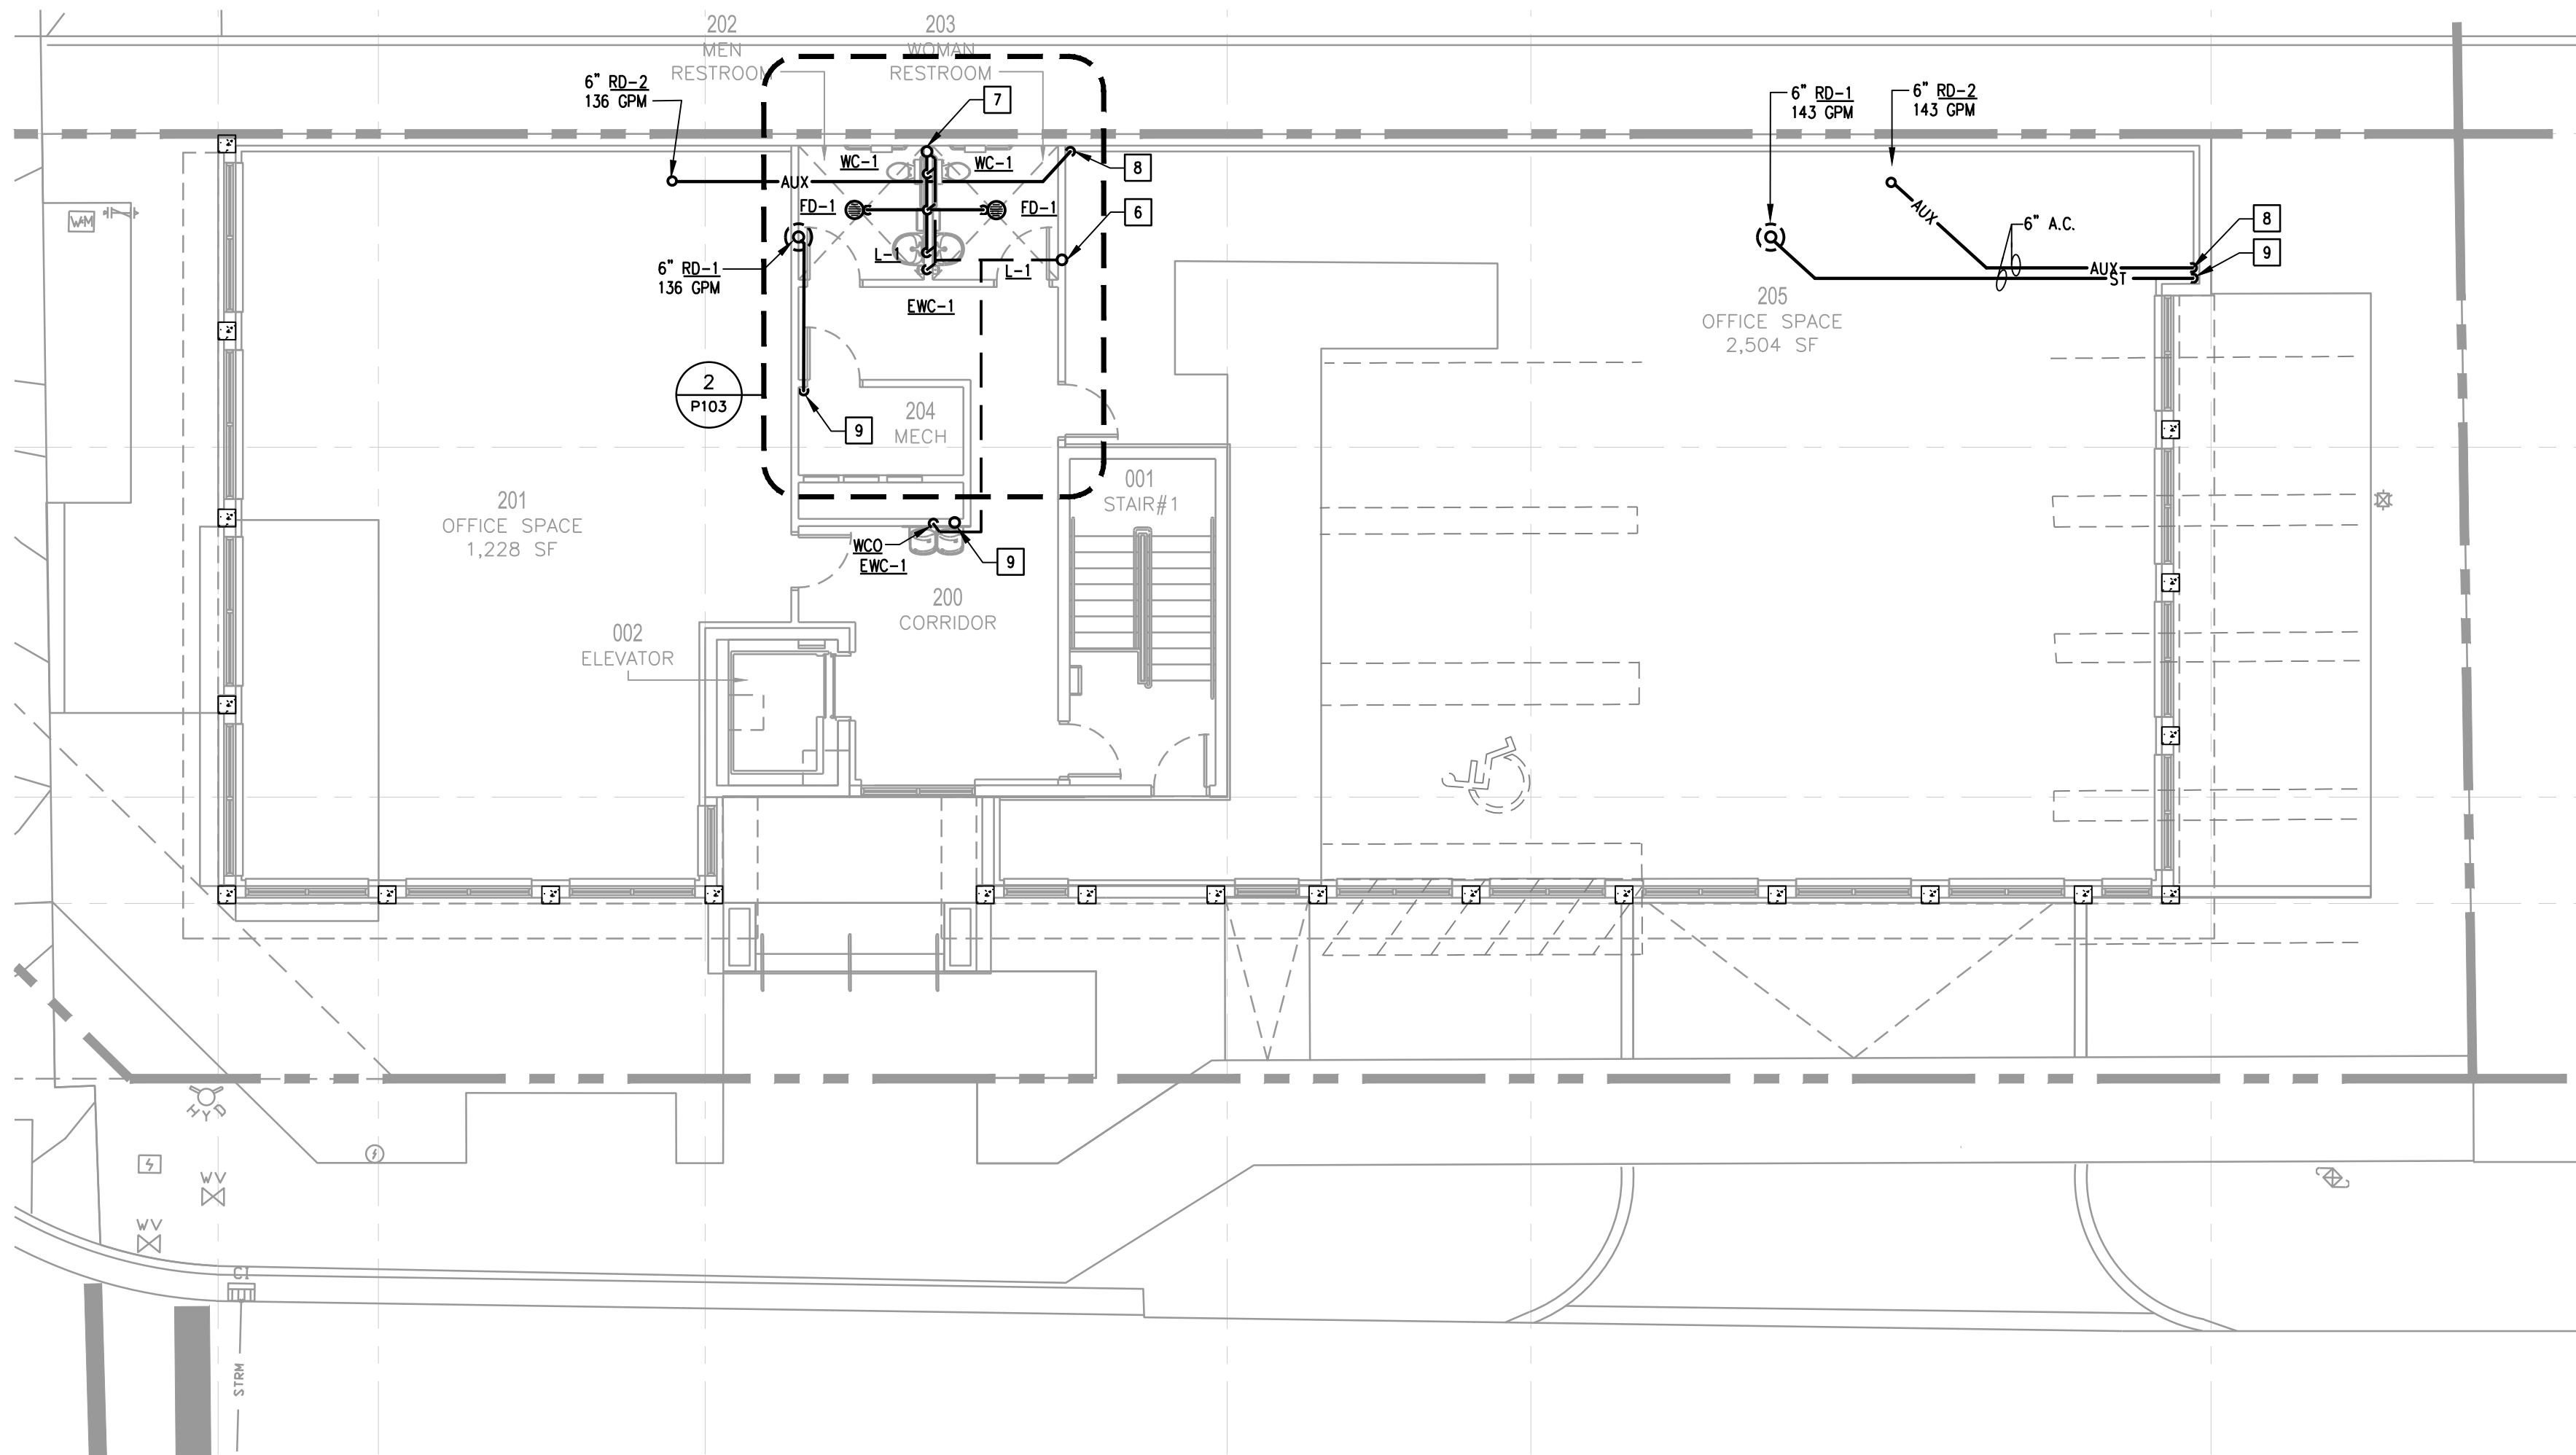 202
MEN
RESTROOM
203
WOMAN
RESTROOM
6" RD-2
136 GPM
7
6" RD-1
143 GPM
6" RD-2
143 GPM
WC-1
WC-1
8
AUX
FD-1
FD-1
6
AUX
6" A.C.
8
9
WM
L-1
L-1
6" RD-1
136 GPM
AUX
ST
EWC-1
205
OFFICE SPACE
2,504 SF
2
P103
204
MECH
9
201
OFFICE SPACE
1,228 SF
001
STAIR#1
WCO
EWC-1
9
200
CORRIDOR
002
ELEVATOR
HYD
WV
WV
CI
STRM